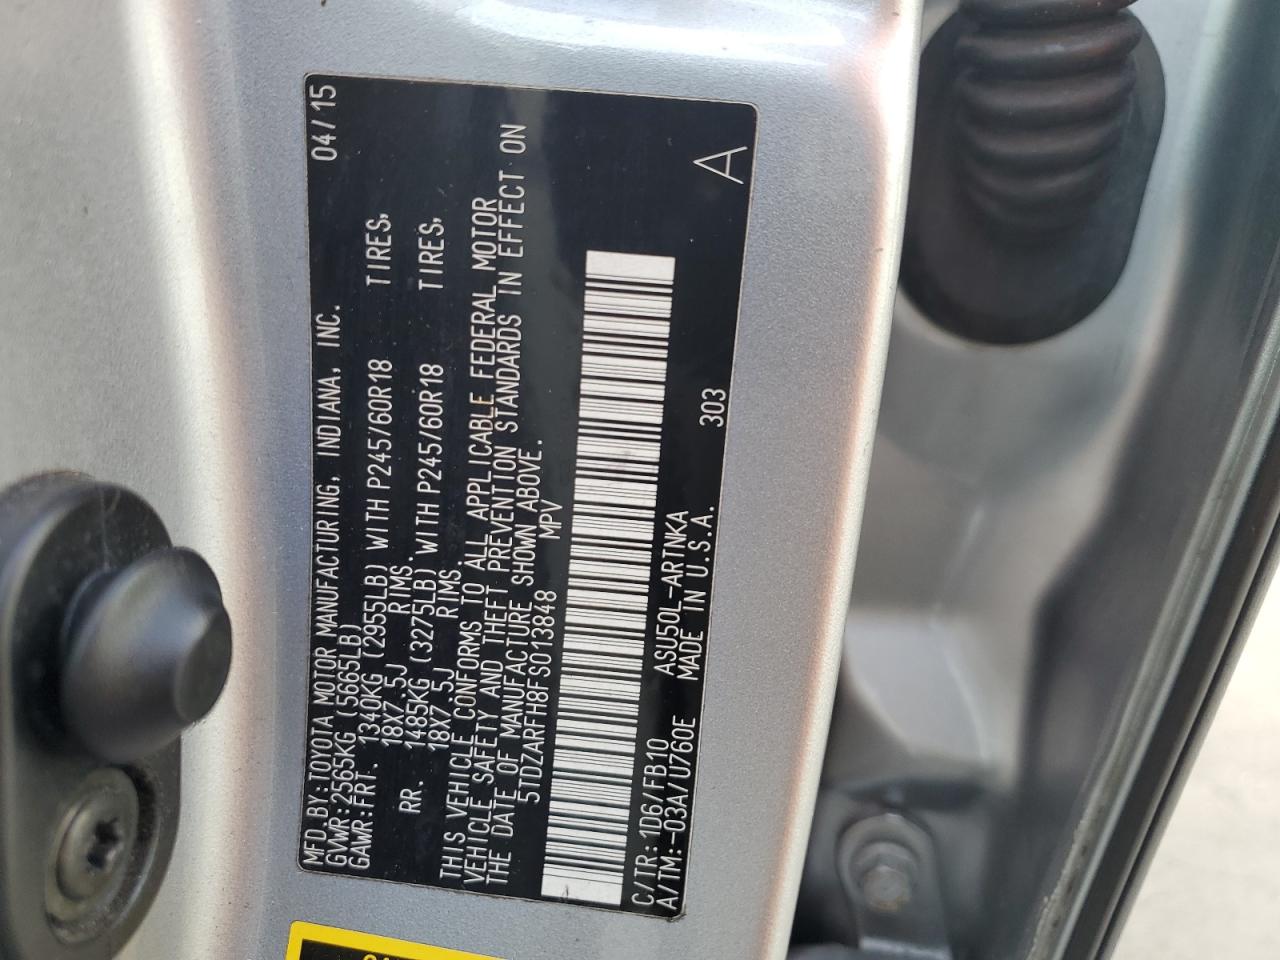 MFD.BY:TOYOTA MOTOR MANUFACTURING, INDIANA, INC. 04/15
GVWR:2565KG (5665LB)
GAWR:FRT. 1340KG (2955LB) WITH P245/60R18 TIRES,
18X7.5J RIMS.
RR. 1485KG (3275LB) WITH P245/60R18 TIRES,
18X7.5J RIMS.
THIS VEHICLE CONFORMS TO ALL APPLICABLE FEDERAL MOTOR
VEHICLE SAFETY AND THEFT PREVENTION STANDARDS IN EFFECT ON
THE DATE OF MANUFACTURE SHOWN ABOVE.
5TDZARFH8FS013848 MPV
C/TR: 1D6/FB10 ASU50L-ARTNKA
A/TM:-03A/U760E MADE IN U.S.A. 303 A